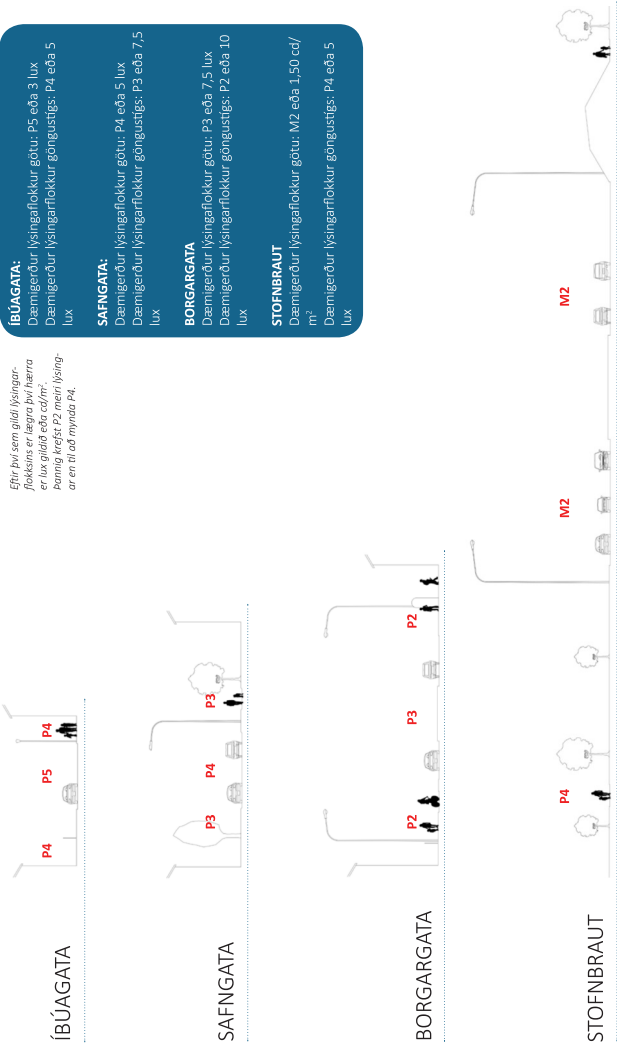 ÍBÚAGATA:
Dæmigerður lýsingaflokkur götu: P5 eða 3 lux
Dæmigerður lýsingarflokkur göngustígs: P4 eða 5
lux
SAFNGATA:
Dæmigerður lýsingaflokkur götu: P4 eða 5 lux
Dæmigerður lýsingarflokkur göngustígs: P3 eða 7,5
lux
BORGARGATA
Dæmigerður lýsingaflokkur götu: P3 eða 7,5 lux
Dæmigerður lýsingarflokkur göngustígs: P2 eða 10
lux
STOFNBRAUT
Dæmigerður lýsingaflokkur götu: M2 eða 1,50 cd/
m²
Dæmigerður lýsingarflokkur göngustígs: P4 eða 5
lux
Eftir því sem gildi lýsingar-
flokksins er lægra því hærra
er lux gildið eða cd/m².
Þannig krefst P2 meiri lýsing-
ar en til að mynda P4.
ÍBÚAGATA
P4
P5
P4
SAFNGATA
P3
P4
P3
BORGARGATA
P2
P3
P2
STOFNBRAUT
P4
M2
M2